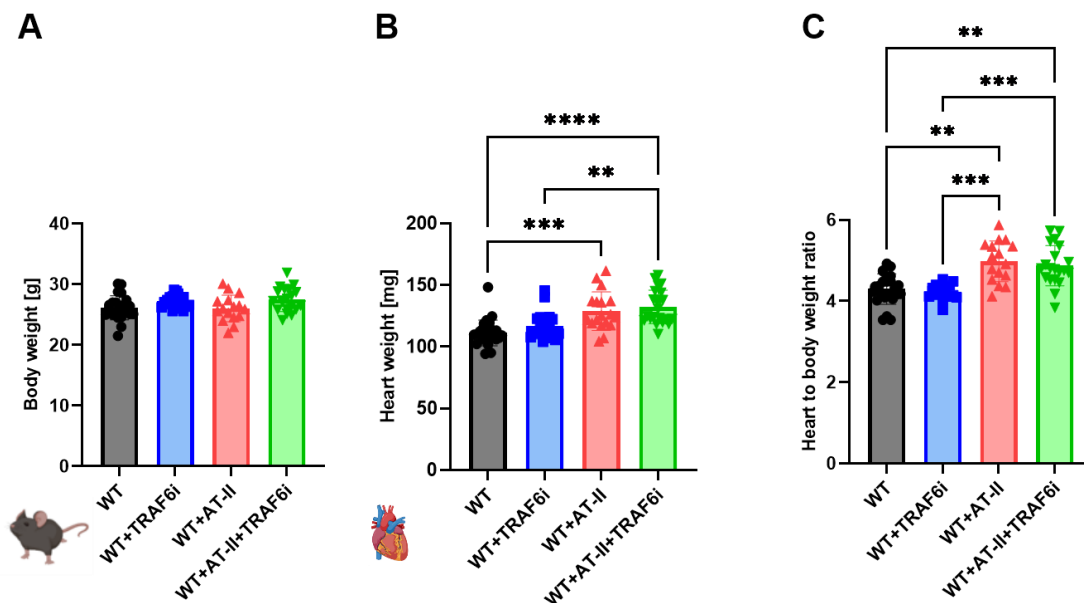 A
Body weight [g]
40
30
20
10
0
WT
WT+TRAF6i
WT+AT-II
WT+AT-II+TRAF6i
B
****
**
***
Heart weight [mg]
200
150
100
50
0
WT
WT+TRAF6i
WT+AT-II
WT+AT-II+TRAF6i
C
**
***
**
***
Heart to body weight ratio
6
4
2
0
WT
WT+TRAF6i
WT+AT-II
WT+AT-II+TRAF6i